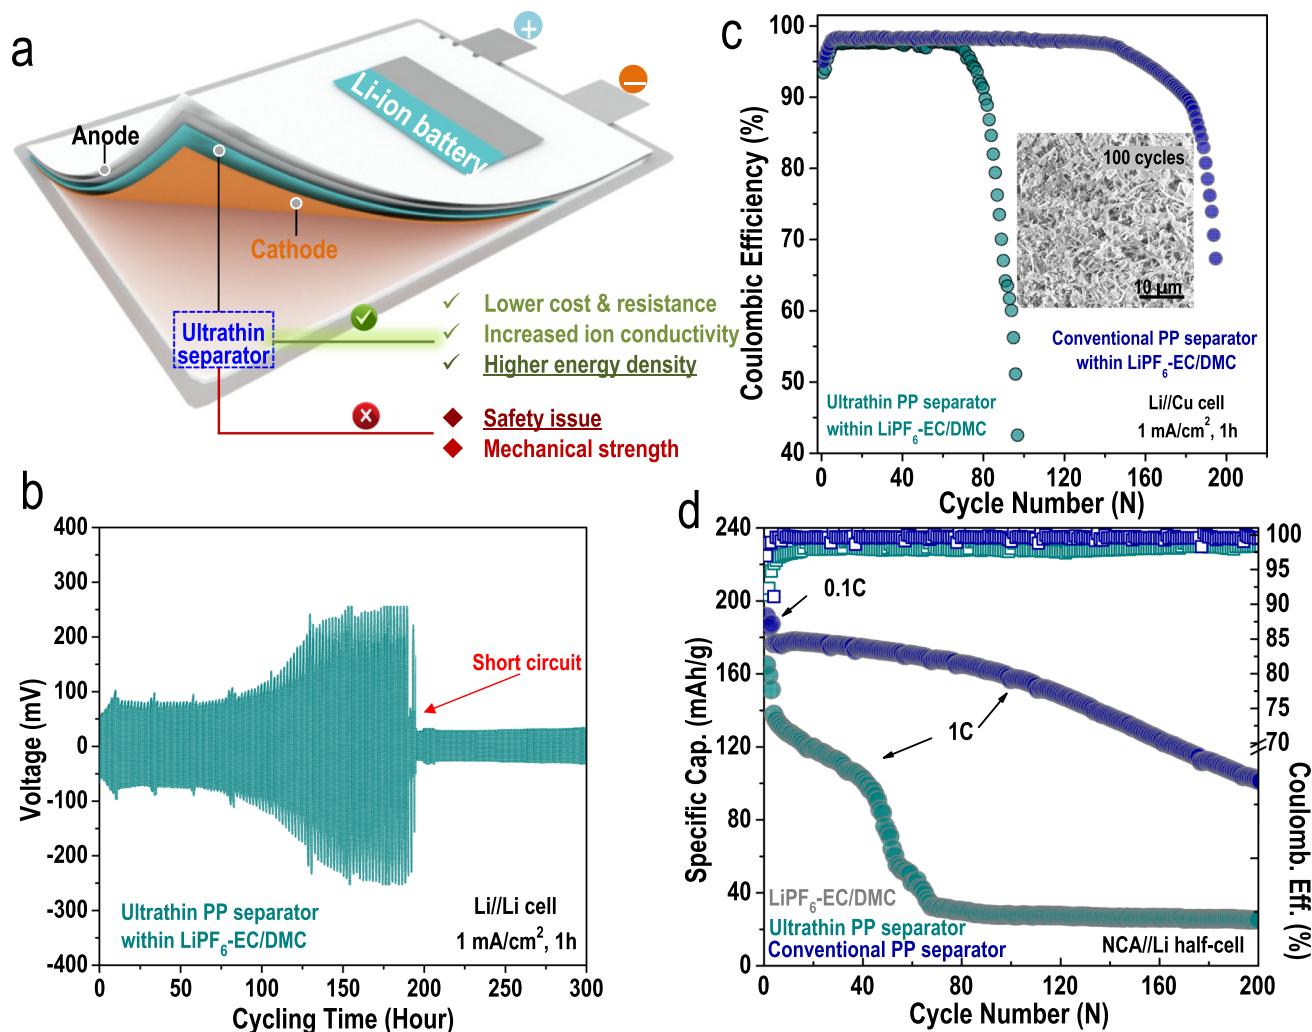 a
+
−
Li-ion battery
Anode
Cathode
Ultrathin
separator
✓ Lower cost & resistance
✓ Increased ion conductivity
✓ Higher energy density
Safety issue
Mechanical strength
b
400
300
200
100
0
-100
-200
-300
-400
Voltage (mV)
Short circuit
Ultrathin PP separator
within LiPF6-EC/DMC
Li//Li cell
1 mA/cm², 1h
0
50
100
150
200
250
300
Cycling Time (Hour)
c
100
90
80
70
60
50
40
Coulombic Efficiency (%)
100 cycles
10 μm
Conventional PP separator
within LiPF6-EC/DMC
Ultrathin PP separator
within LiPF6-EC/DMC
Li//Cu cell
1 mA/cm², 1h
0
40
80
120
160
200
Cycle Number (N)
d
240
200
160
120
80
40
0
Specific Cap. (mAh/g)
0.1C
1C
LiPF6-EC/DMC
Ultrathin PP separator
Conventional PP separator
NCA//Li half-cell
100
95
90
85
80
75
70
Coulomb. Eff. (%)
0
40
80
120
160
200
Cycle Number (N)